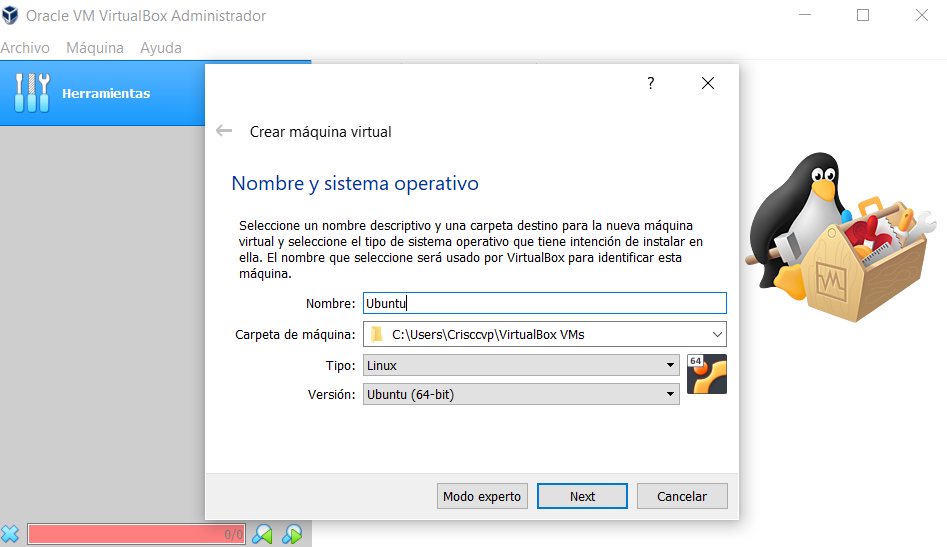 Oracle VM VirtualBox Administrador
Archivo Máquina Ayuda
Herramientas
?
Crear máquina virtual
Nombre y sistema operativo
Seleccione un nombre descriptivo y una carpeta destino para la nueva máquina
virtual y seleccione el tipo de sistema operativo que tiene intención de instalar en
ella. El nombre que seleccione será usado por VirtualBox para identificar esta
máquina.
Nombre: Ubuntu
Carpeta de máquina: C:\Users\Crisccvp\VirtualBox VMs
Tipo: Linux
64
Versión: Ubuntu (64-bit)
Modo experto Next Cancelar
0/0